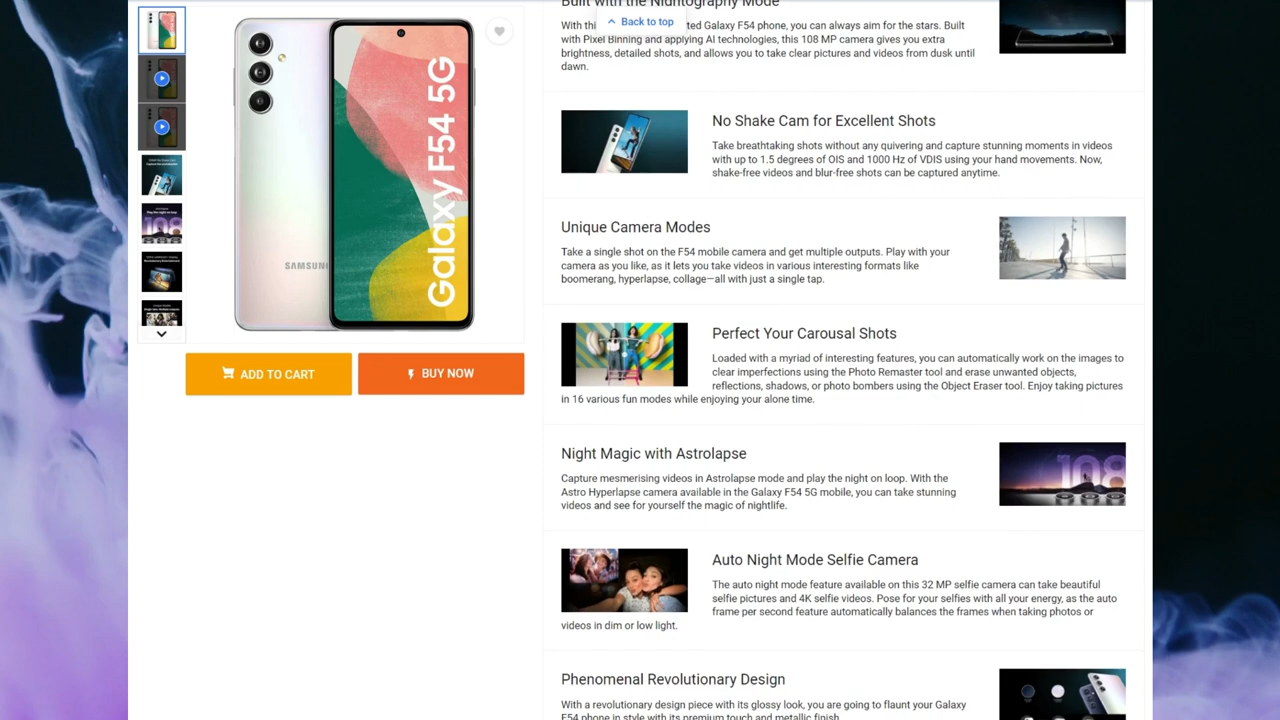 Built with the Nightography Mode
Back to top
With this ted Galaxy F54 phone, you can always aim for the stars. Built
with Pixel Binning and applying AI technologies, this 108 MP camera gives you extra
brightness, detailed shots, and allows you to take clear pictures and videos from dusk until
dawn.
No Shake Cam for Excellent Shots
Take breathtaking shots without any quivering and capture stunning moments in videos
with up to 1.5 degrees of OIS and 1000 Hz of VDIS using your hand movements. Now,
shake-free videos and blur-free shots can be captured anytime.
Unique Camera Modes
Take a single shot on the F54 mobile camera and get multiple outputs. Play with your
camera as you like, as it lets you take videos in various interesting formats like
boomerang, hyperlapse, collage—all with just a single tap.
Perfect Your Carousal Shots
Loaded with a myriad of interesting features, you can automatically work on the images to
clear imperfections using the Photo Remaster tool and erase unwanted objects,
reflections, shadows, or photo bombers using the Object Eraser tool. Enjoy taking pictures
in 16 various fun modes while enjoying your alone time.
Night Magic with Astrolapse
Capture mesmerising videos in Astrolapse mode and play the night on loop. With the
Astro Hyperlapse camera available in the Galaxy F54 5G mobile, you can take stunning
videos and see for yourself the magic of nightlife.
108
Auto Night Mode Selfie Camera
The auto night mode feature available on this 32 MP selfie camera can take beautiful
selfie pictures and 4K selfie videos. Pose for your selfies with all your energy, as the auto
frame per second feature automatically balances the frames when taking photos or
videos in dim or low light.
Phenomenal Revolutionary Design
With a revolutionary design piece with its glossy look, you are going to flaunt your Galaxy
F54 phone in style with its premium touch and metallic finish.
Galaxy F54 5G
SAMSUN
108
ADD TO CART
BUY NOW